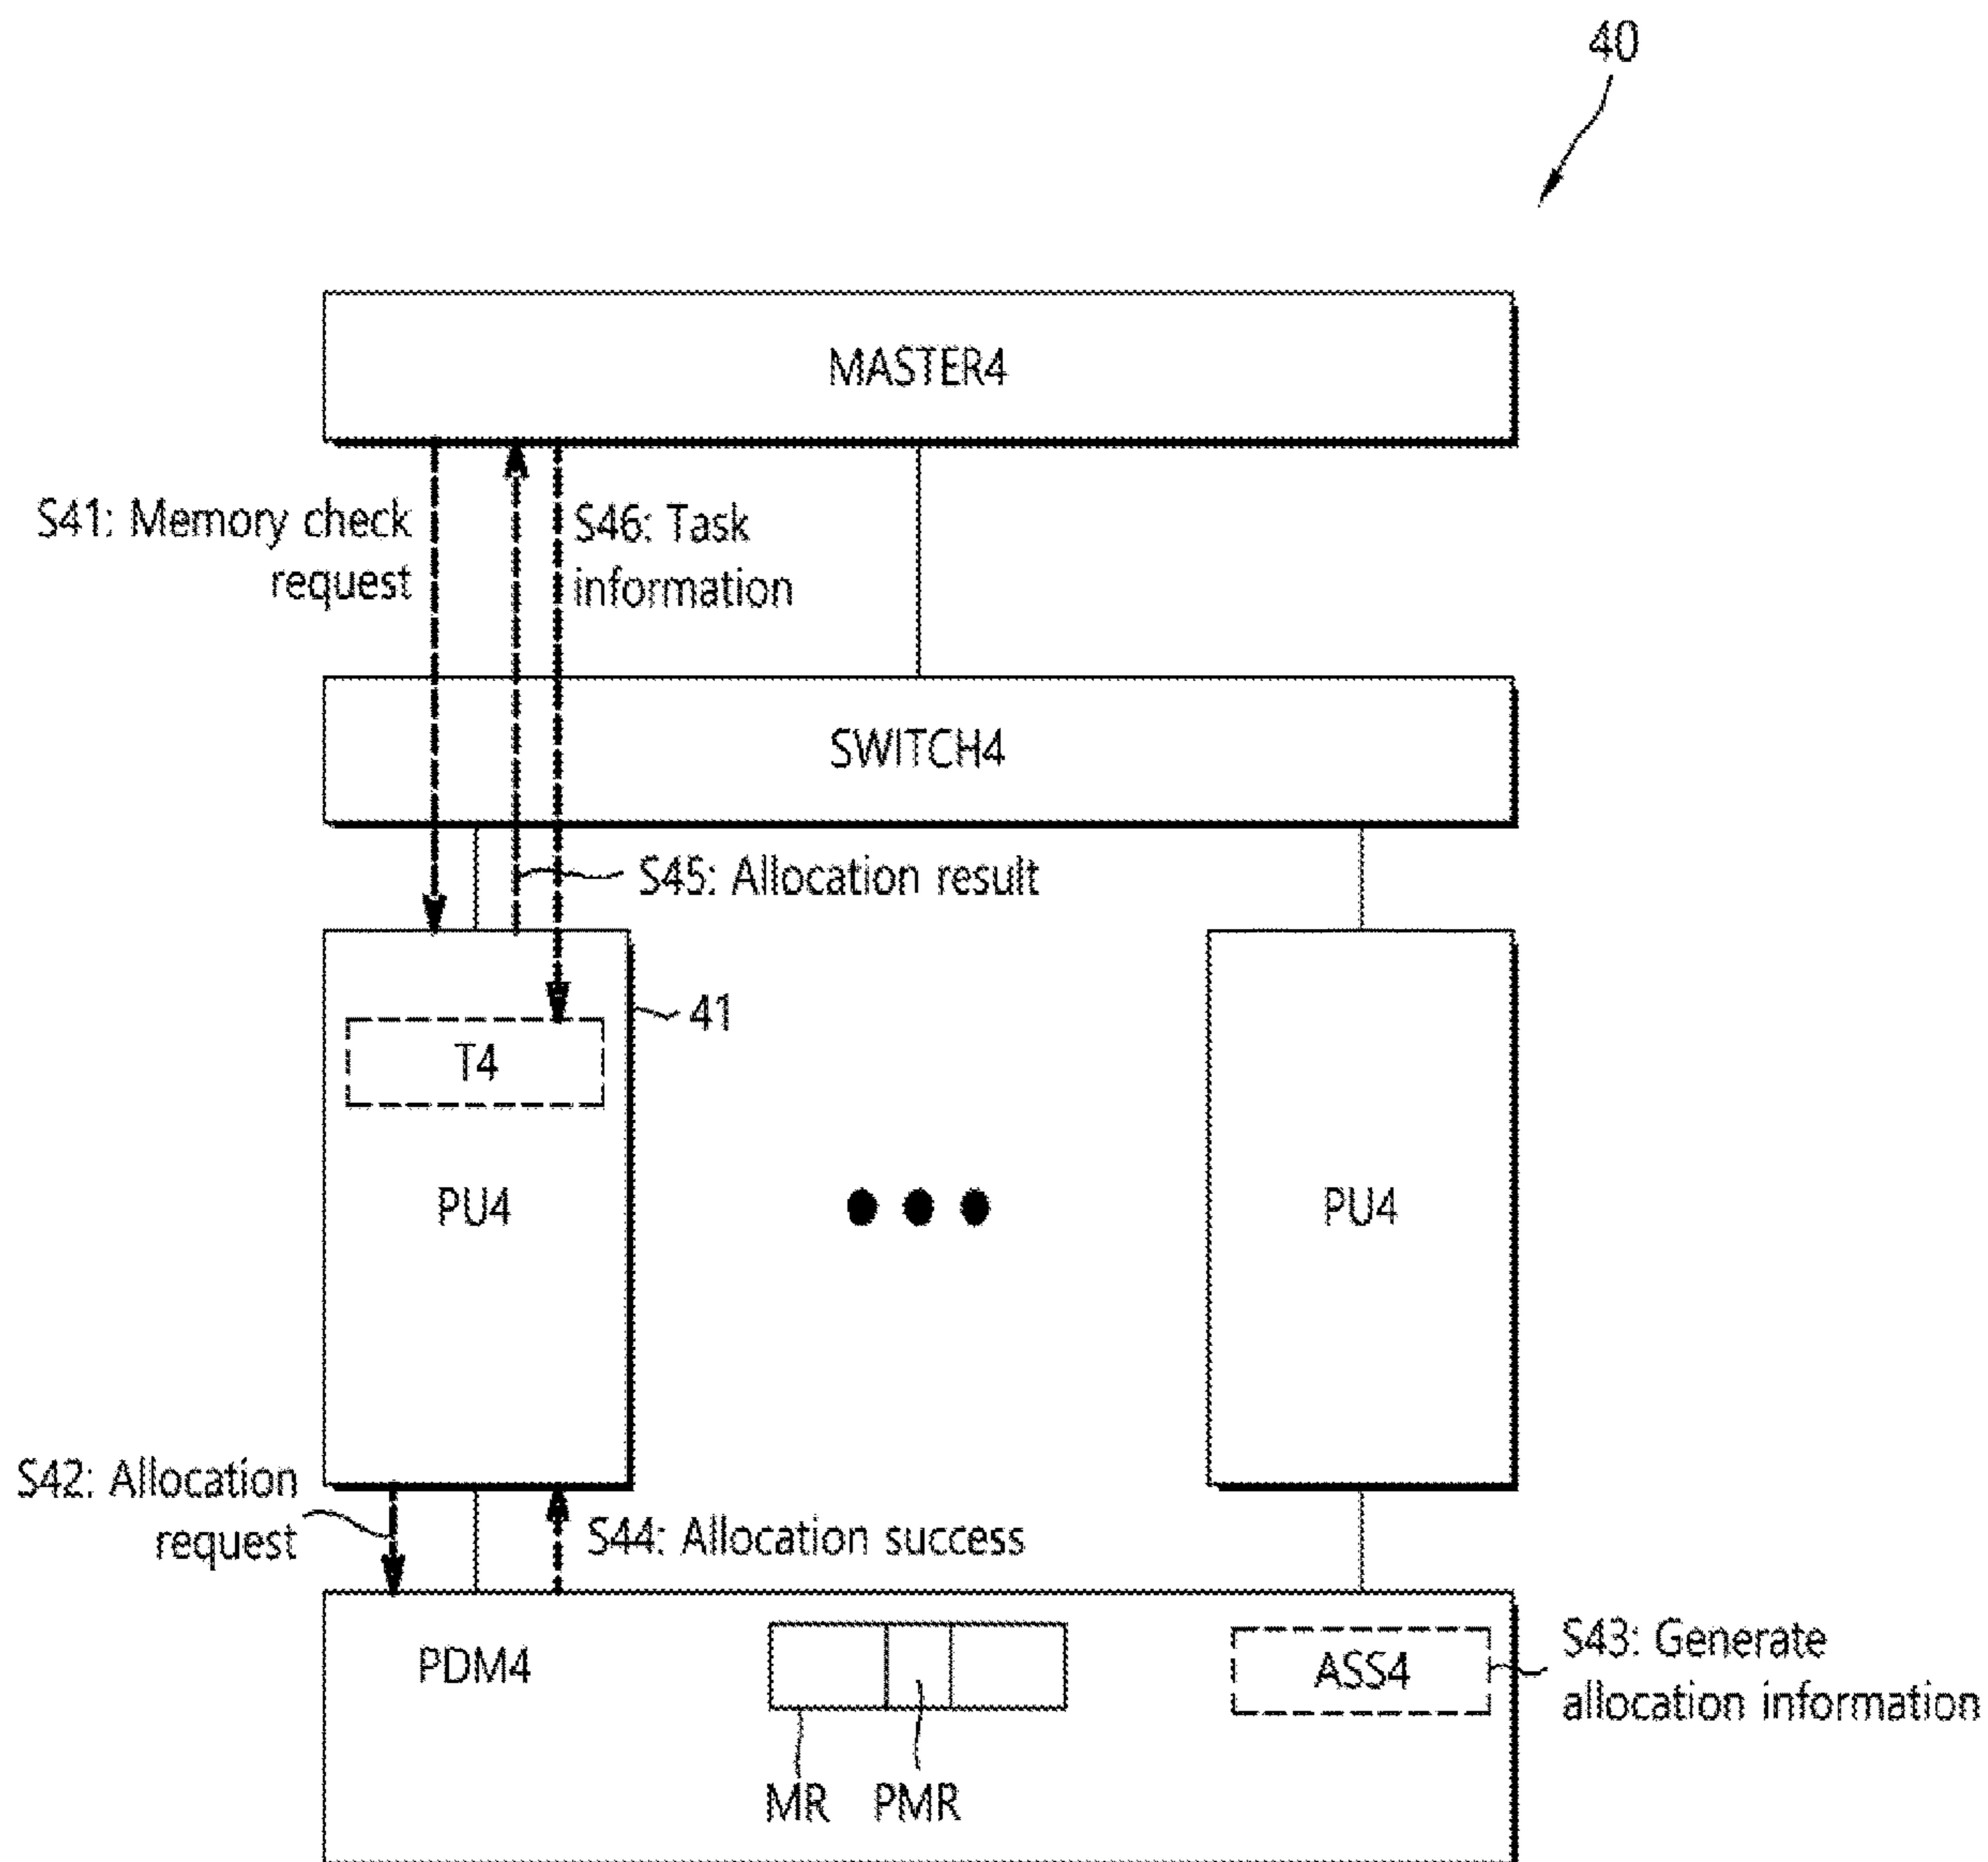 40
MASTER4
S41: Memory check
request
S46: Task
information
SWITCH4
S45: Allocation result
41
T4
PU4
PU4
S42: Allocation
request
S44: Allocation success
PDM4
ASS4
S43: Generate
allocation information
MR
PMR